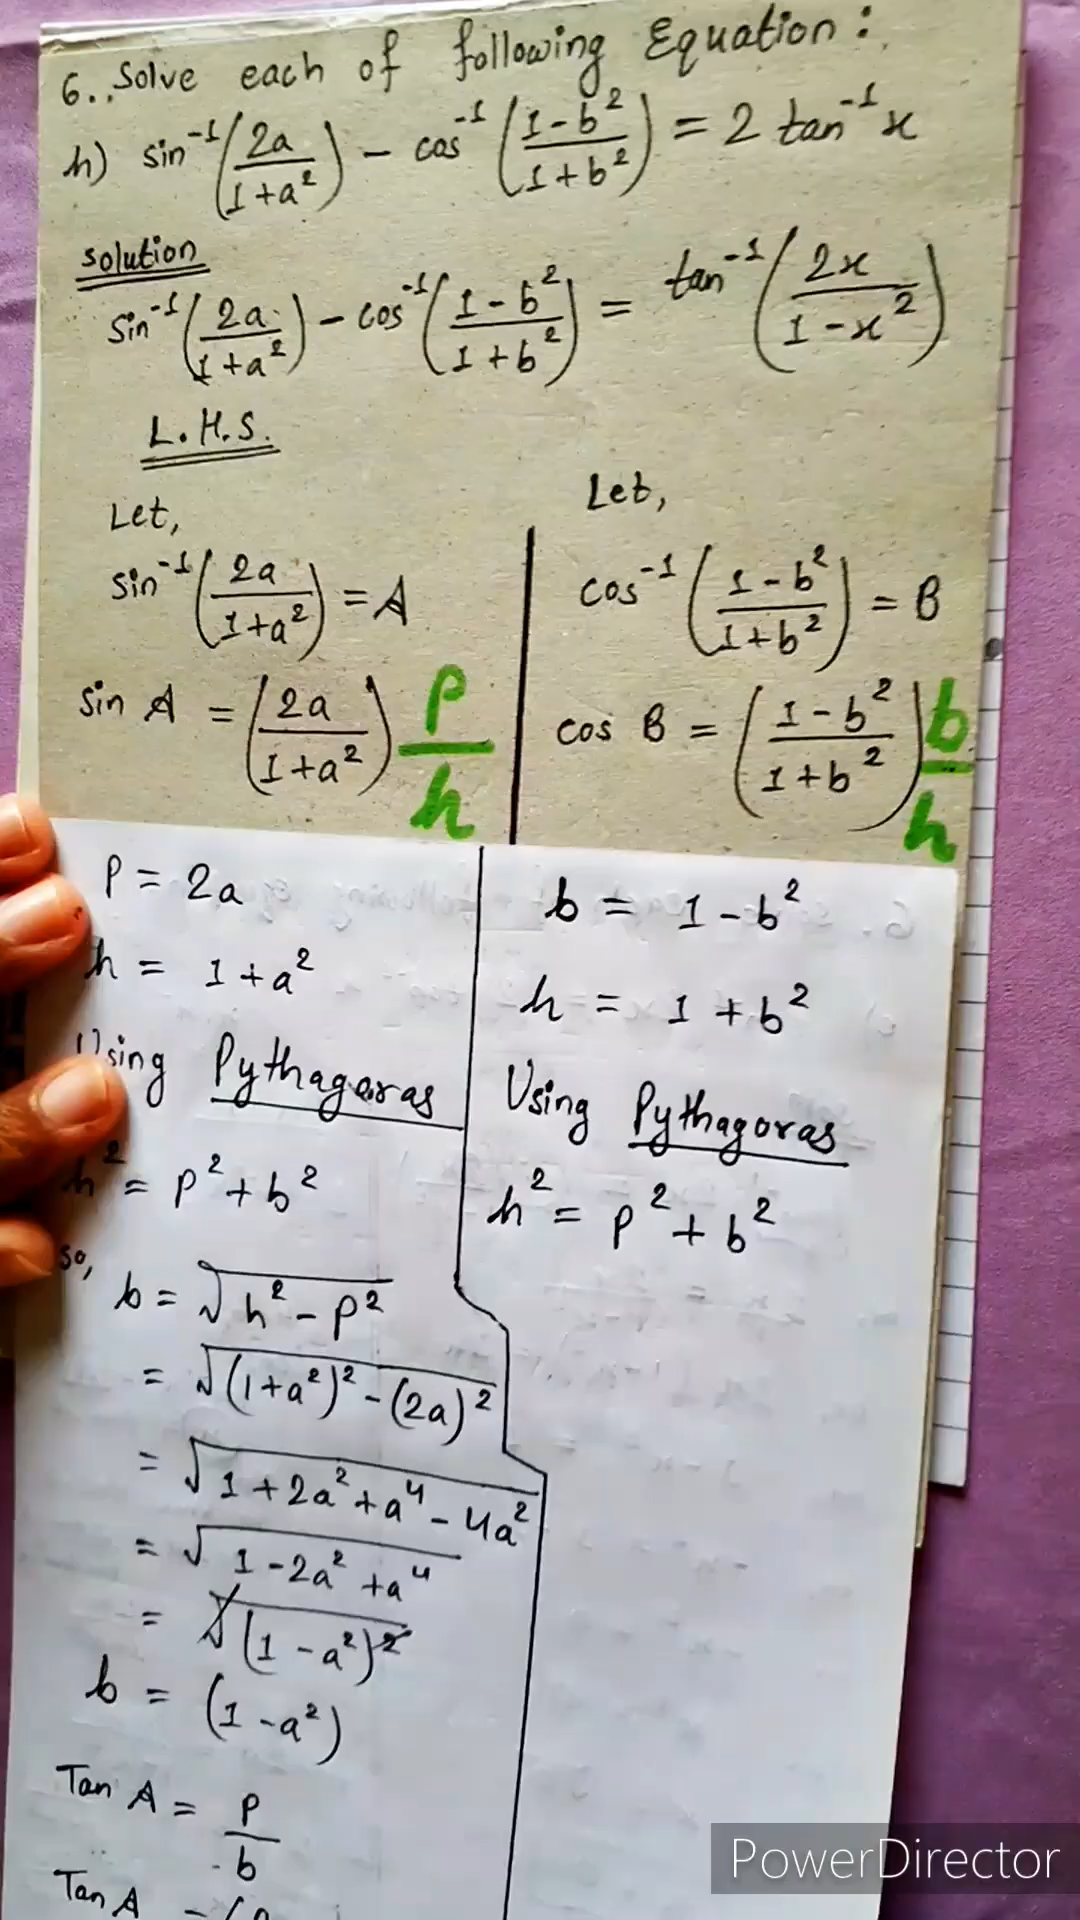 6. Solve each of following Equation:
h) sin⁻¹(2a/(1+a²)) - cos⁻¹((1-b²)/(1+b²)) = 2 tan⁻¹x
solution
sin⁻¹(2a/(1+a²)) - cos⁻¹((1-b²)/(1+b²)) = tan⁻¹(2x/(1-x²))
L.H.S.
Let,
sin⁻¹(2a/(1+a²)) = A
sin A = (2a/(1+a²)) p/h
Let,
cos⁻¹((1-b²)/(1+b²)) = B
cos B = ((1-b²)/(1+b²)) b/h
P = 2a
h = 1+a²
Using Pythagoras
h² = p²+b²
so,
b = √(h²-p²)
= √((1+a²)²-(2a)²)
= √(1+2a²+a⁴-4a²)
= √(1-2a²+a⁴)
= √((1-a²)²)
b = (1-a²)
Tan A = p/b
Tan A =
b = 1-b²
h = 1+b²
Using Pythagoras
h² = p²+b²
PowerDirector